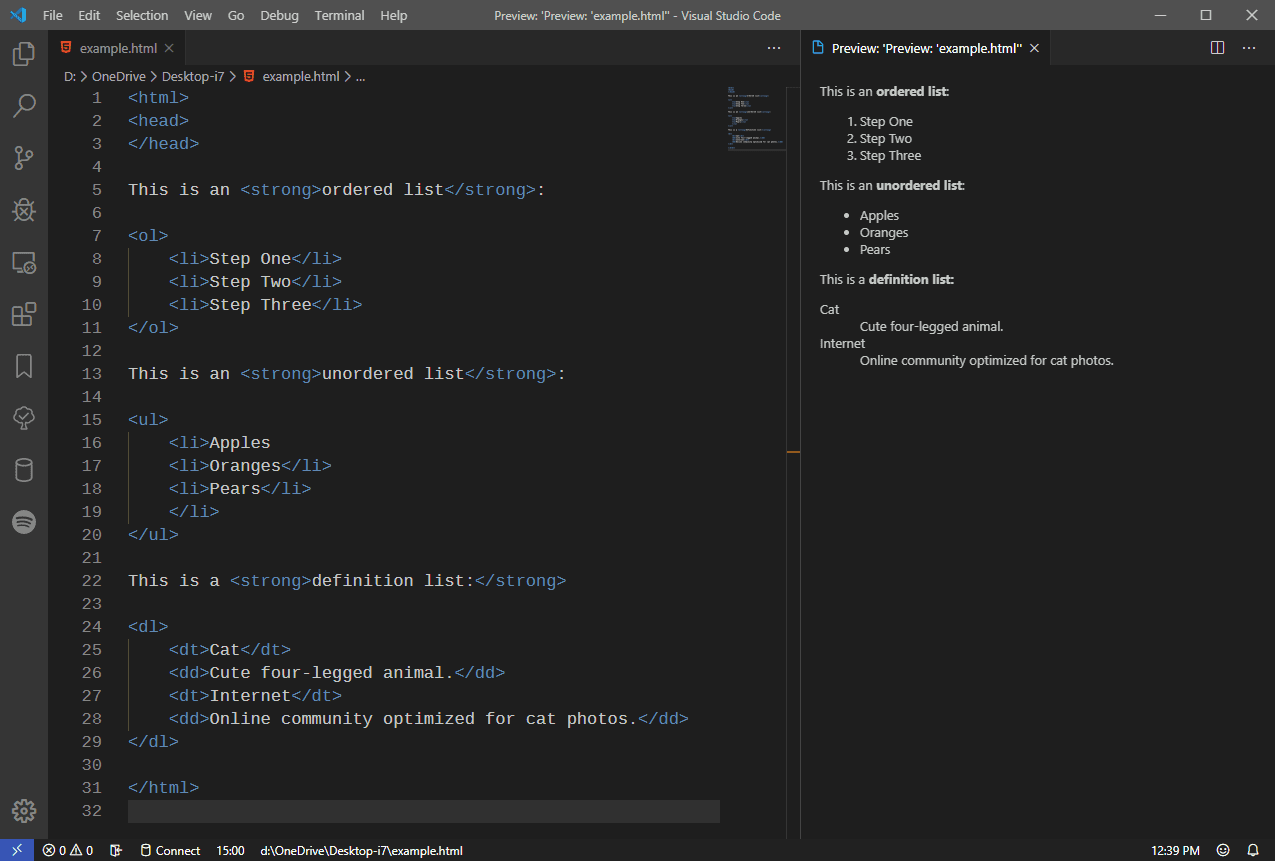 File Edit Selection View Go Debug Terminal Help Preview: 'Preview: 'example.html'' - Visual Studio Code
example.html
D: > OneDrive > Desktop-i7 > example.html > ...
1 <html>
2 <head>
3 </head>
4
5 This is an <strong>ordered list</strong>:
6
7 <ol>
8 <li>Step One</li>
9 <li>Step Two</li>
10 <li>Step Three</li>
11 </ol>
12
13 This is an <strong>unordered list</strong>:
14
15 <ul>
16 <li>Apples
17 <li>Oranges</li>
18 <li>Pears</li>
19 </li>
20 </ul>
21
22 This is a <strong>definition list:</strong>
23
24 <dl>
25 <dt>Cat</dt>
26 <dd>Cute four-legged animal.</dd>
27 <dt>Internet</dt>
28 <dd>Online community optimized for cat photos.</dd>
29 </dl>
30
31 </html>
32
Preview: 'Preview: 'example.html''
This is an ordered list:
1. Step One
2. Step Two
3. Step Three
This is an unordered list:
• Apples
• Oranges
• Pears
This is a definition list:
Cat
Cute four-legged animal.
Internet
Online community optimized for cat photos.
0 0 Connect 15:00 d:\OneDrive\Desktop-i7\example.html 12:39 PM